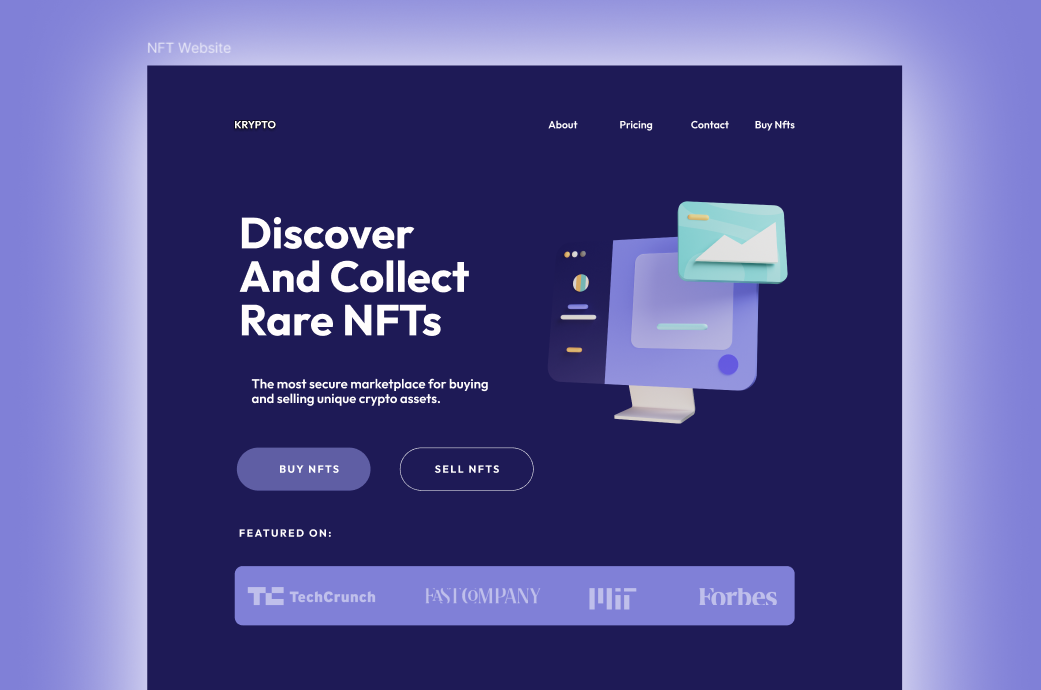 NFT Website
KRYPTO
About Pricing Contact Buy Nfts
Discover
And Collect
Rare NFTs
The most secure marketplace for buying
and selling unique crypto assets.
BUY NFTS SELL NFTS
FEATURED ON:
TC TechCrunch FAST COMPANY MIT Forbes